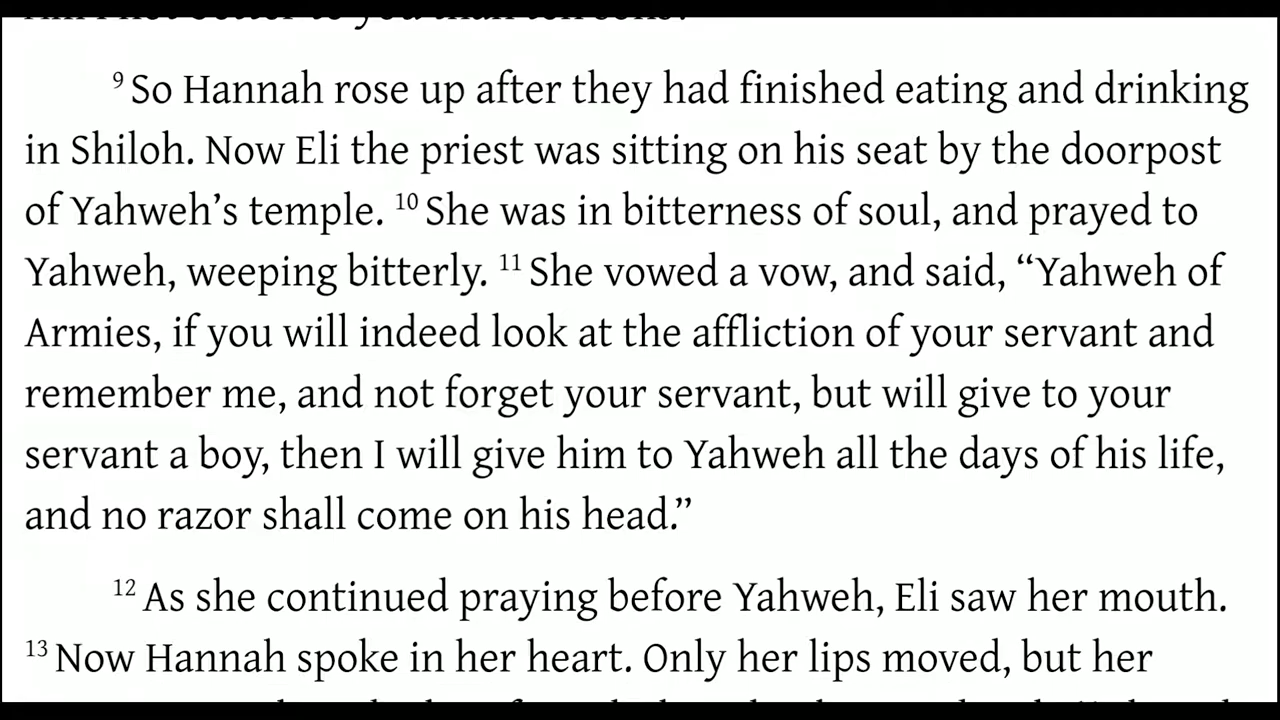 ⁹ So Hannah rose up after they had finished eating and drinking
in Shiloh. Now Eli the priest was sitting on his seat by the doorpost
of Yahweh’s temple. ¹⁰ She was in bitterness of soul, and prayed to
Yahweh, weeping bitterly. ¹¹ She vowed a vow, and said, “Yahweh of
Armies, if you will indeed look at the affliction of your servant and
remember me, and not forget your servant, but will give to your
servant a boy, then I will give him to Yahweh all the days of his life,
and no razor shall come on his head.”
¹² As she continued praying before Yahweh, Eli saw her mouth.
¹³ Now Hannah spoke in her heart. Only her lips moved, but her